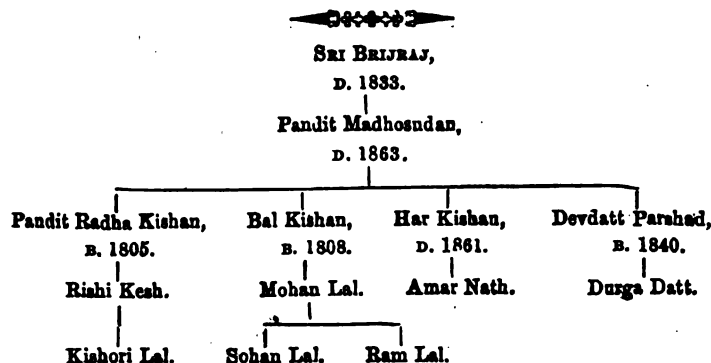 SRI BRIJRAJ,
D. 1833.
Pandit Madhosudan,
D. 1863.
Pandit Radha Kishan, Bal Kishan, Har Kishan, Devdatt Parshad,
B. 1805. B. 1808. D. 1861. B. 1840.
Rishi Kesh. Mohan Lal. Amar Nath. Durga Datt.
Kishori Lal. Sohan Lal. Ram Lal.